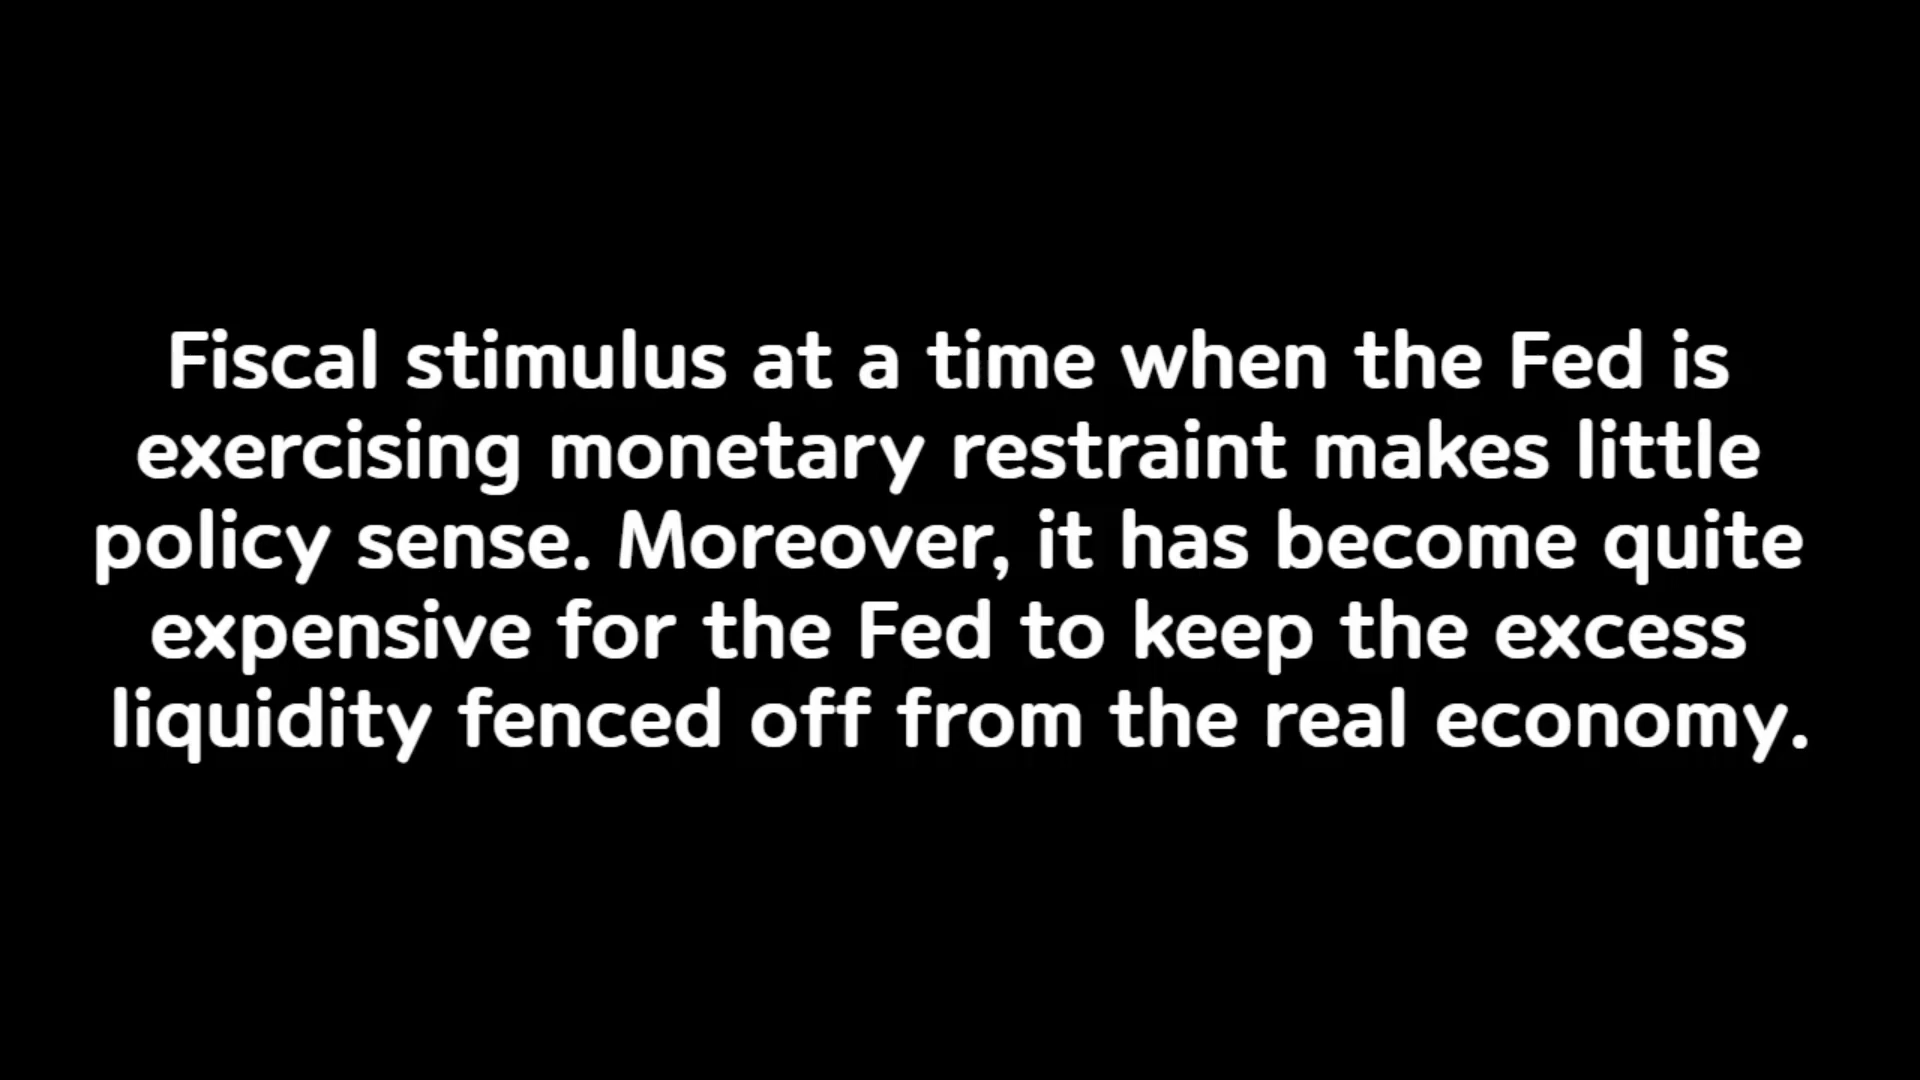 Fiscal stimulus at a time when the Fed is
exercising monetary restraint makes little
policy sense. Moreover, it has become quite
expensive for the Fed to keep the excess
liquidity fenced off from the real economy.